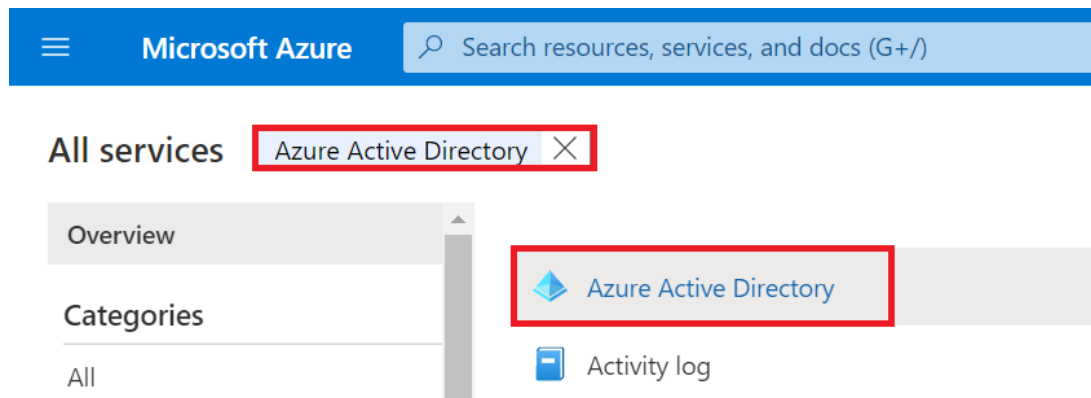 Microsoft Azure
Search resources, services, and docs (G+/)
All services
Azure Active Directory
Overview
Categories
All
Azure Active Directory
Activity log